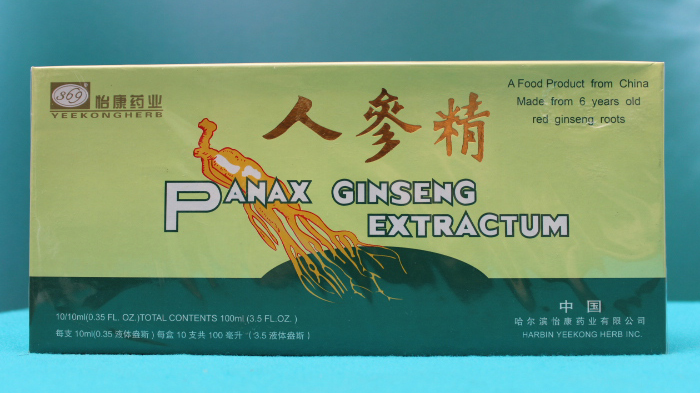 369
怡康药业
YEEKONGHERB
人參精
A Food Product from China
Made from 6 years old
red ginseng roots
PANAX GINSENG
EXTRACTUM
10/10ml(0.35 FL. OZ.)TOTAL CONTENTS 100ml (3.5 FL.OZ.)
每支 10ml(0.35 液体盎斯) 每盒 10 支共 100 毫升 (3.5 液体盎斯)
中国
哈尔滨怡康药业有限公司
HARBIN YEEKONG HERB INC.